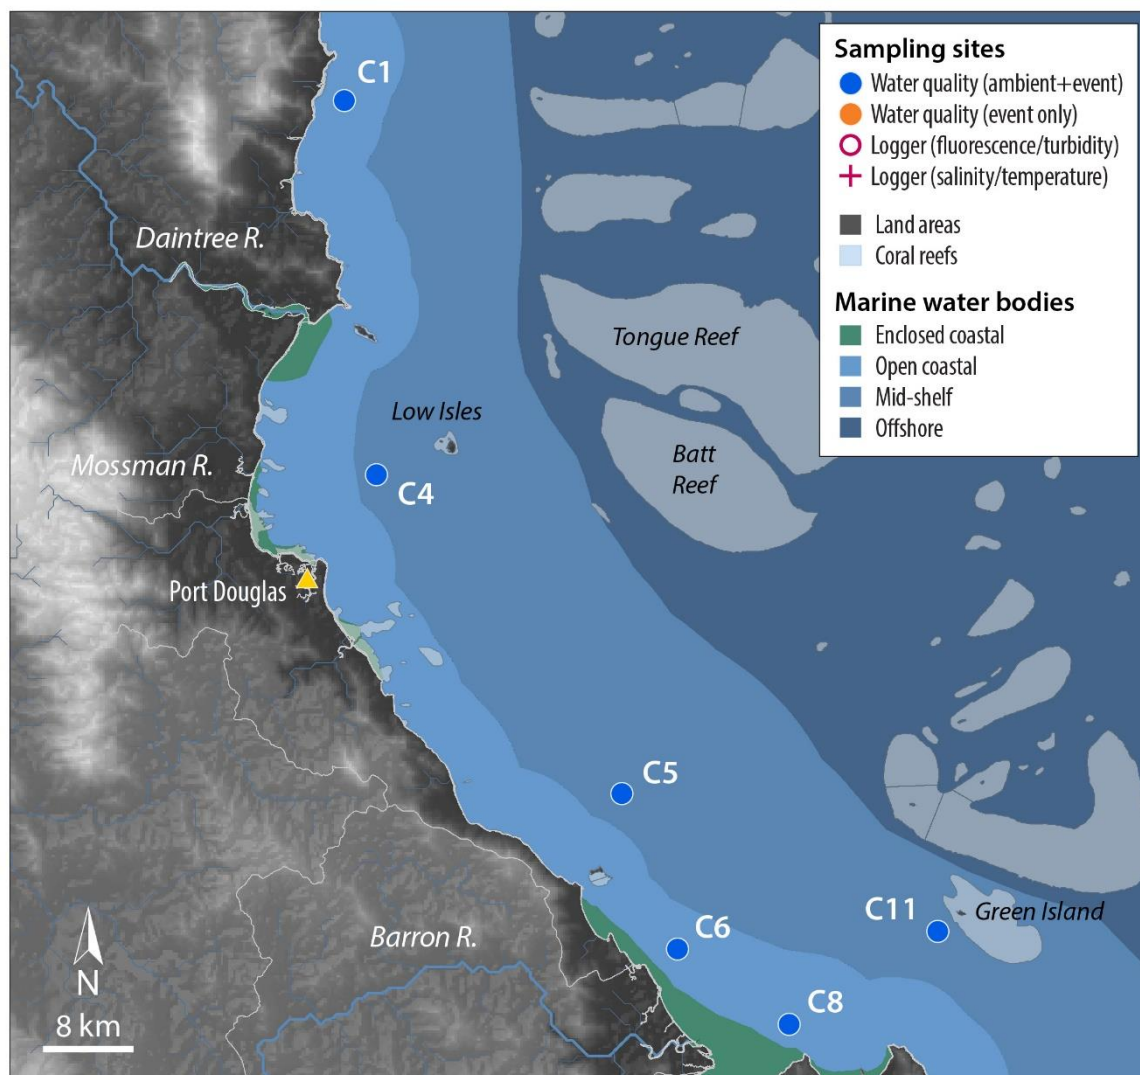 C1
Daintree R.
Low Isles
Mossman R.
C4
Port Douglas
Tongue Reef
Batt
Reef
C5
Barron R.
C6
C11
Green Island
C8
N
8 km
Sampling sites
Water quality (ambient+event)
Water quality (event only)
Logger (fluorescence/turbidity)
Logger (salinity/temperature)
Land areas
Coral reefs
Marine water bodies
Enclosed coastal
Open coastal
Mid-shelf
Offshore